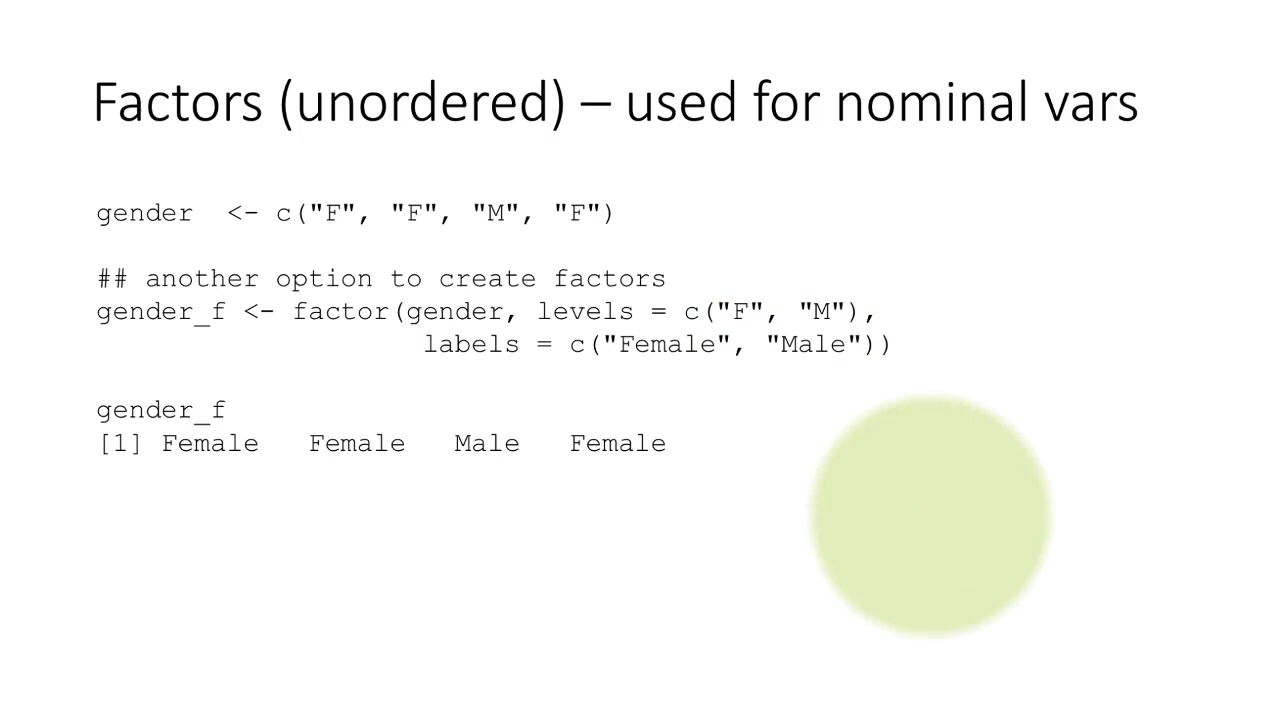 Factors (unordered) – used for nominal vars
gender  <- c("F", "F", "M", "F")
## another option to create factors
gender_f <- factor(gender, levels = c("F", "M"),
                    labels = c("Female", "Male"))
gender_f
[1] Female   Female   Male   Female